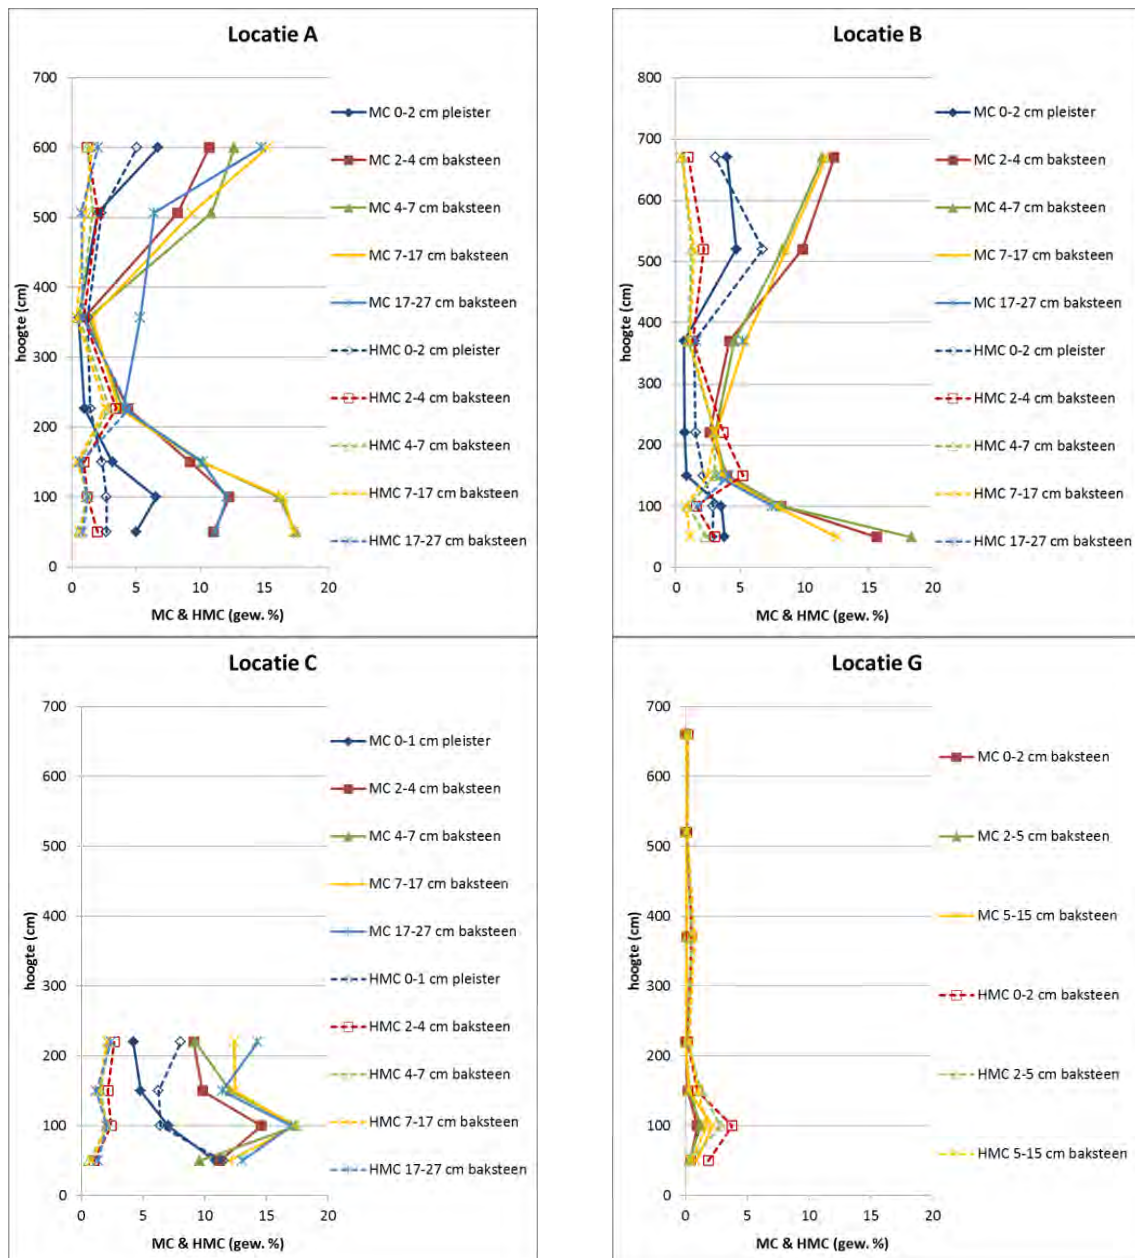 Locatie A
700
600
500
400
300
200
100
0
hoogte (cm)
0 5 10 15 20
MC & HMC (gew. %)
MC 0-2 cm pleister
MC 2-4 cm baksteen
MC 4-7 cm baksteen
MC 7-17 cm baksteen
MC 17-27 cm baksteen
HMC 0-2 cm pleister
HMC 2-4 cm baksteen
HMC 4-7 cm baksteen
HMC 7-17 cm baksteen
HMC 17-27 cm baksteen
Locatie B
800
700
600
500
400
300
200
100
0
hoogte (cm)
0 5 10 15 20
MC & HMC (gew. %)
MC 0-2 cm pleister
MC 2-4 cm baksteen
MC 4-7 cm baksteen
MC 7-17 cm baksteen
MC 17-27 cm baksteen
HMC 0-2 cm pleister
HMC 2-4 cm baksteen
HMC 4-7 cm baksteen
HMC 7-17 cm baksteen
HMC 17-27 cm baksteen
Locatie C
700
600
500
400
300
200
100
0
hoogte (cm)
0 5 10 15 20
MC & HMC (gew. %)
MC 0-1 cm pleister
MC 2-4 cm baksteen
MC 4-7 cm baksteen
MC 7-17 cm baksteen
MC 17-27 cm baksteen
HMC 0-1 cm pleister
HMC 2-4 cm baksteen
HMC 4-7 cm baksteen
HMC 7-17 cm baksteen
HMC 17-27 cm baksteen
Locatie G
700
600
500
400
300
200
100
0
hoogte (cm)
0 5 10 15 20
MC & HMC (gew. %)
MC 0-2 cm baksteen
MC 2-5 cm baksteen
MC 5-15 cm baksteen
HMC 0-2 cm baksteen
HMC 2-5 cm baksteen
HMC 5-15 cm baksteen